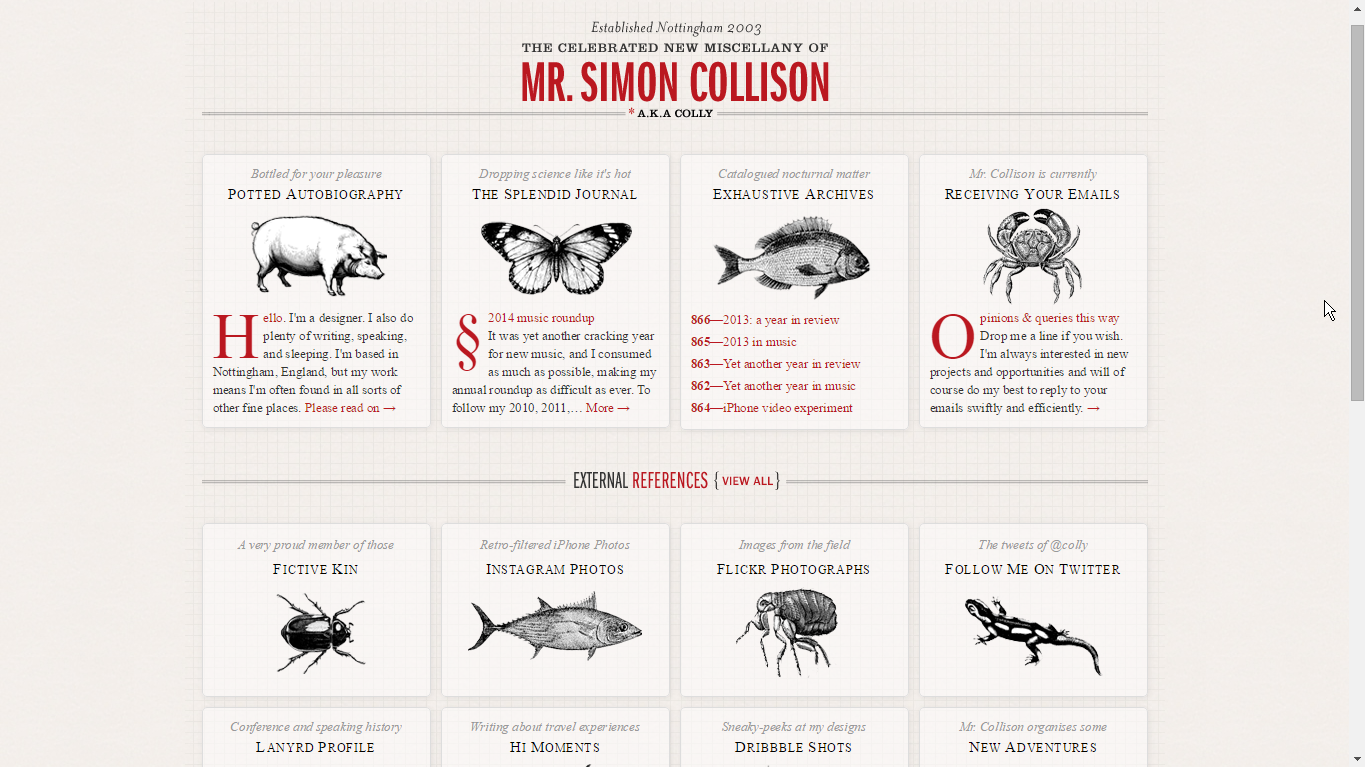 Established Nottingham 2003
THE CELEBRATED NEW MISCELLANY OF
MR. SIMON COLLISON
* A.K.A COLLY
Bottled for your pleasure
POTTED AUTOBIOGRAPHY
Hello. I'm a designer. I also do
plenty of writing, speaking,
and sleeping. I'm based in
Nottingham, England, but my work
means I'm often found in all sorts of
other fine places. Please read on →
Dropping science like it's hot
THE SPLENDID JOURNAL
§ 2014 music roundup
It was yet another cracking year
for new music, and I consumed
as much as possible, making my
annual roundup as difficult as ever. To
follow my 2010, 2011,… More →
Catalogued nocturnal matter
EXHAUSTIVE ARCHIVES
866—2013: a year in review
865—2013 in music
863—Yet another year in review
862—Yet another year in music
864—iPhone video experiment
Mr. Collison is currently
RECEIVING YOUR EMAILS
Opinions & queries this way
Drop me a line if you wish.
I'm always interested in new
projects and opportunities and will of
course do my best to reply to your
emails swiftly and efficiently. →
EXTERNAL REFERENCES { VIEW ALL }
A very proud member of those
FICTIVE KIN
Retro-filtered iPhone Photos
INSTAGRAM PHOTOS
Images from the field
FLICKR PHOTOGRAPHS
The tweets of @colly
FOLLOW ME ON TWITTER
Conference and speaking history
LANYRD PROFILE
Writing about travel experiences
HI MOMENTS
Sneaky-peeks at my designs
DRIBBBLE SHOTS
Mr. Collison organises some
NEW ADVENTURES